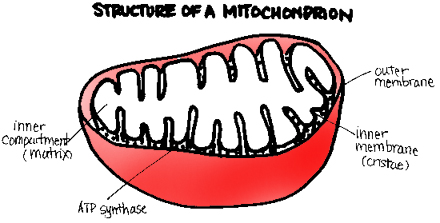 STRUCTURE OF A MITOCHONDRION
outer
membrane
inner
compartment
(matrix)
inner
membrane
(cristae)
ATP synthase